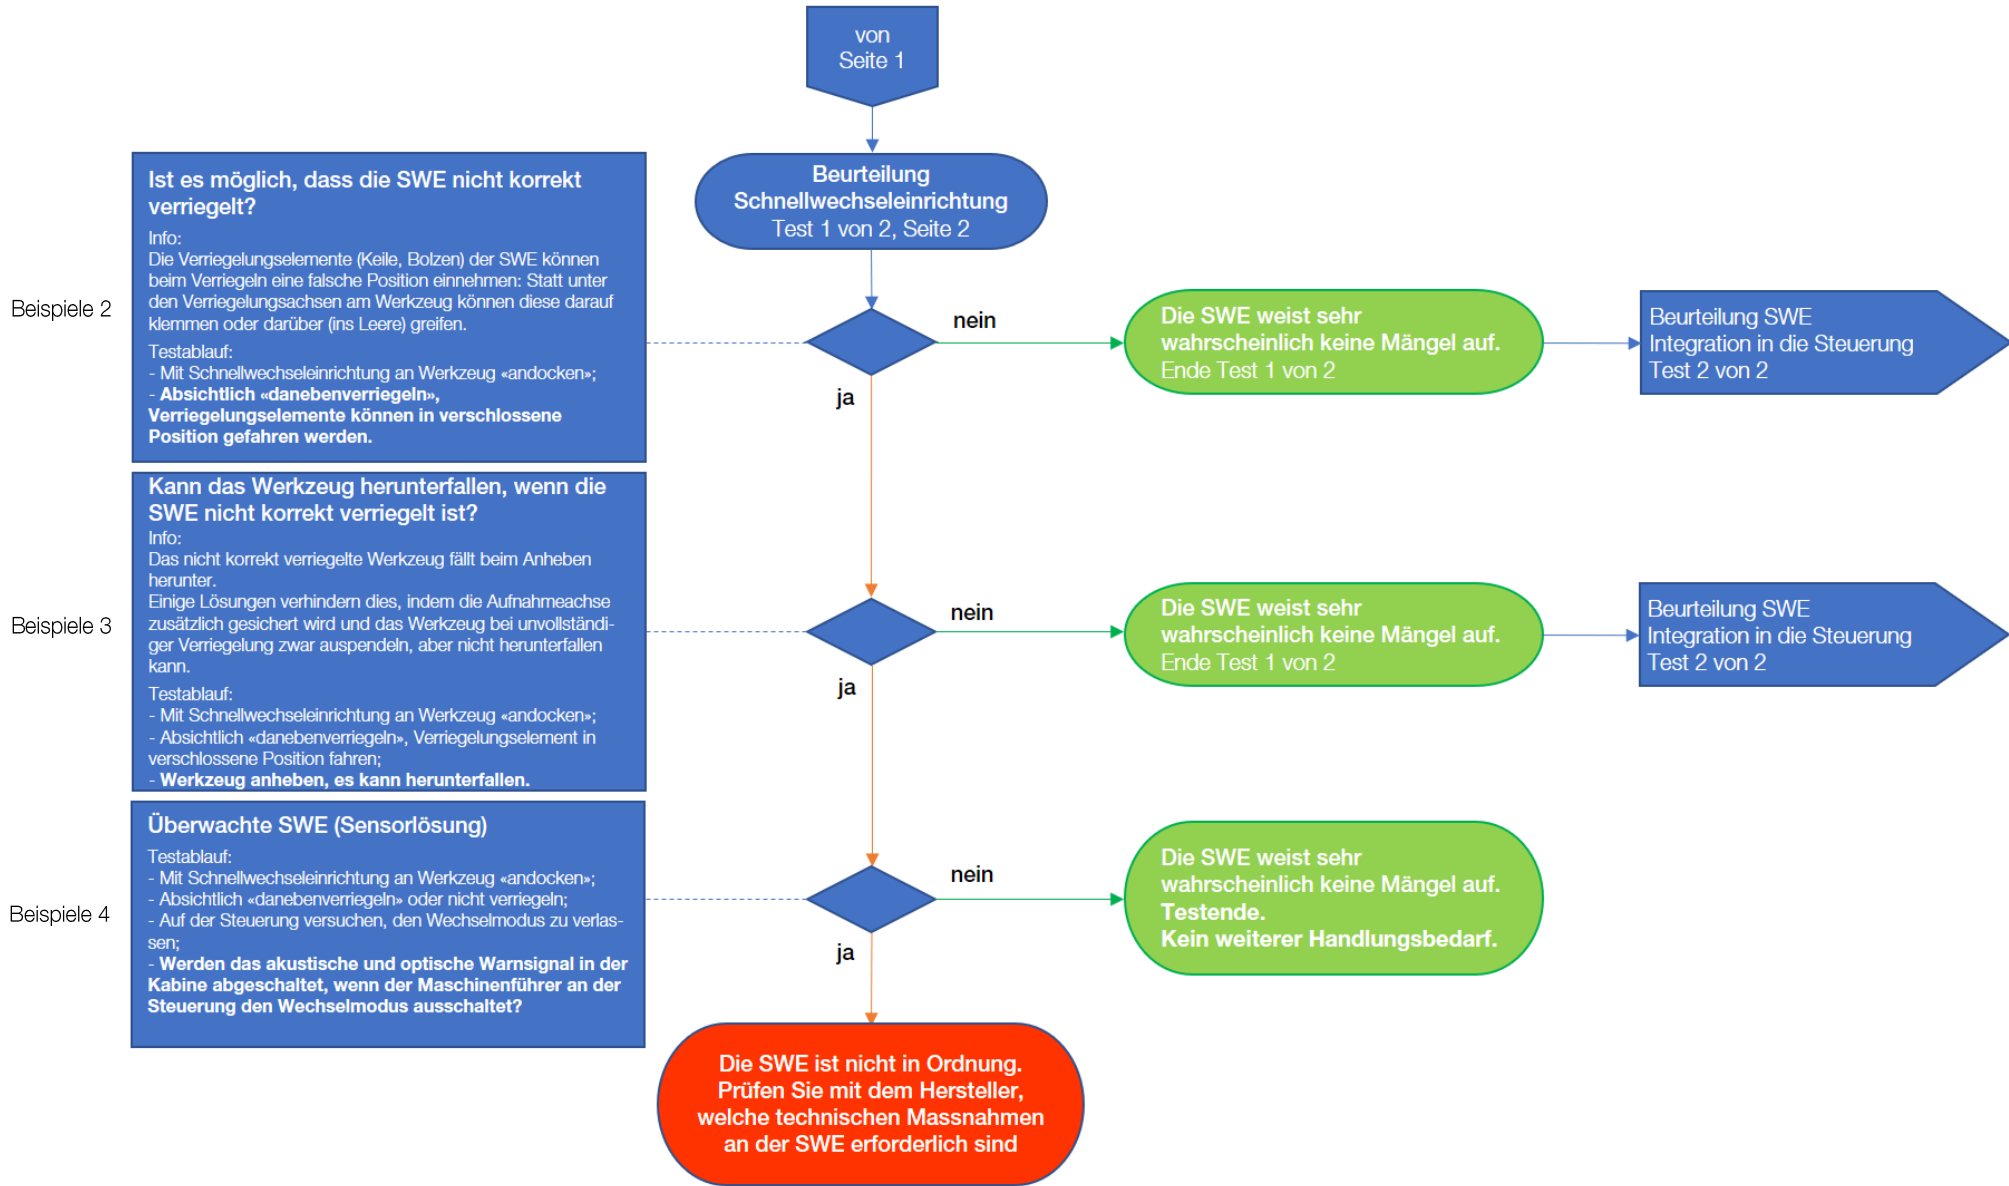 von
Seite 1
Beurteilung
Schnellwechseleinrichtung
Test 1 von 2, Seite 2
Beispiele 2
Ist es möglich, dass die SWE nicht korrekt
verriegelt?
Info:
Die Verriegelungselemente (Keile, Bolzen) der SWE können
beim Verriegeln eine falsche Position einnehmen: Statt unter
den Verriegelungsachsen am Werkzeug können diese darauf
klemmen oder darüber (ins Leere) greifen.
Testablauf:
- Mit Schnellwechseleinrichtung an Werkzeug «andocken»;
- Absichtlich «danebenverriegeln»,
Verriegelungselemente können in verschlossene
Position gefahren werden.
nein
ja
Die SWE weist sehr
wahrscheinlich keine Mängel auf.
Ende Test 1 von 2
Beurteilung SWE
Integration in die Steuerung
Test 2 von 2
Beispiele 3
Kann das Werkzeug herunterfallen, wenn die
SWE nicht korrekt verriegelt ist?
Info:
Das nicht korrekt verriegelte Werkzeug fällt beim Anheben
herunter.
Einige Lösungen verhindern dies, indem die Aufnahmeachse
zusätzlich gesichert wird und das Werkzeug bei unvollständi-
ger Verriegelung zwar auspendeln, aber nicht herunterfallen
kann.
Testablauf:
- Mit Schnellwechseleinrichtung an Werkzeug «andocken»;
- Absichtlich «danebenverriegeln», Verriegelungselement in
verschlossene Position fahren;
- Werkzeug anheben, es kann herunterfallen.
nein
ja
Die SWE weist sehr
wahrscheinlich keine Mängel auf.
Ende Test 1 von 2
Beurteilung SWE
Integration in die Steuerung
Test 2 von 2
Beispiele 4
Überwachte SWE (Sensorlösung)
Testablauf:
- Mit Schnellwechseleinrichtung an Werkzeug «andocken»;
- Absichtlich «danebenverriegeln» oder nicht verriegeln;
- Auf der Steuerung versuchen, den Wechselmodus zu verlas-
sen;
- Werden das akustische und optische Warnsignal in der
Kabine abgeschaltet, wenn der Maschinenführer an der
Steuerung den Wechselmodus ausschaltet?
nein
ja
Die SWE weist sehr
wahrscheinlich keine Mängel auf.
Testende.
Kein weiterer Handlungsbedarf.
Die SWE ist nicht in Ordnung.
Prüfen Sie mit dem Hersteller,
welche technischen Massnahmen
an der SWE erforderlich sind